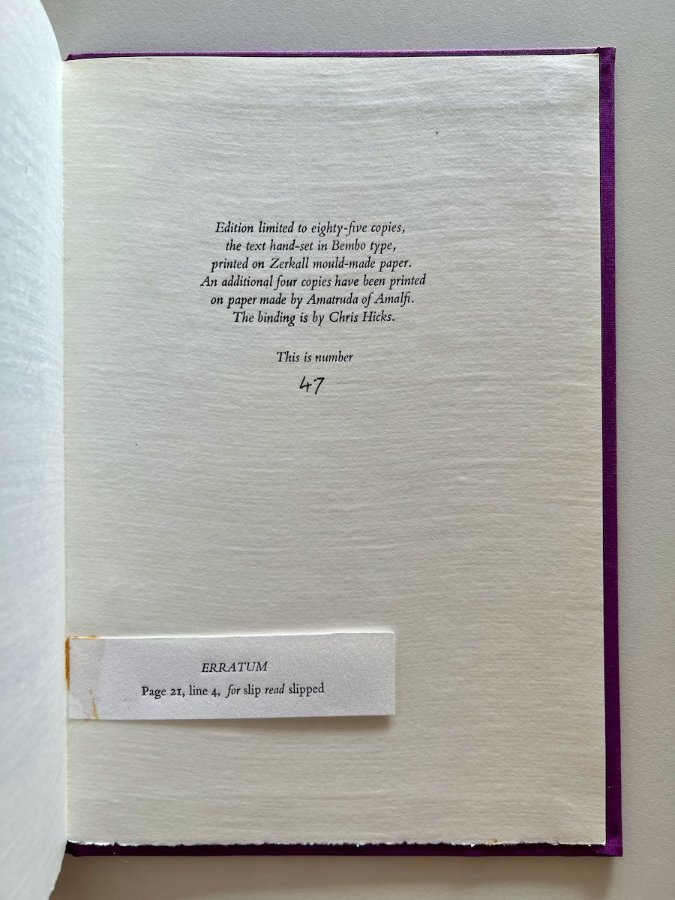 Edition limited to eighty-five copies,
the text hand-set in Bembo type,
printed on Zerkall mould-made paper.
An additional four copies have been printed
on paper made by Amatruda of Amalfi.
The binding is by Chris Hicks.
This is number
47
ERRATUM
Page 21, line 4, for slip read slipped